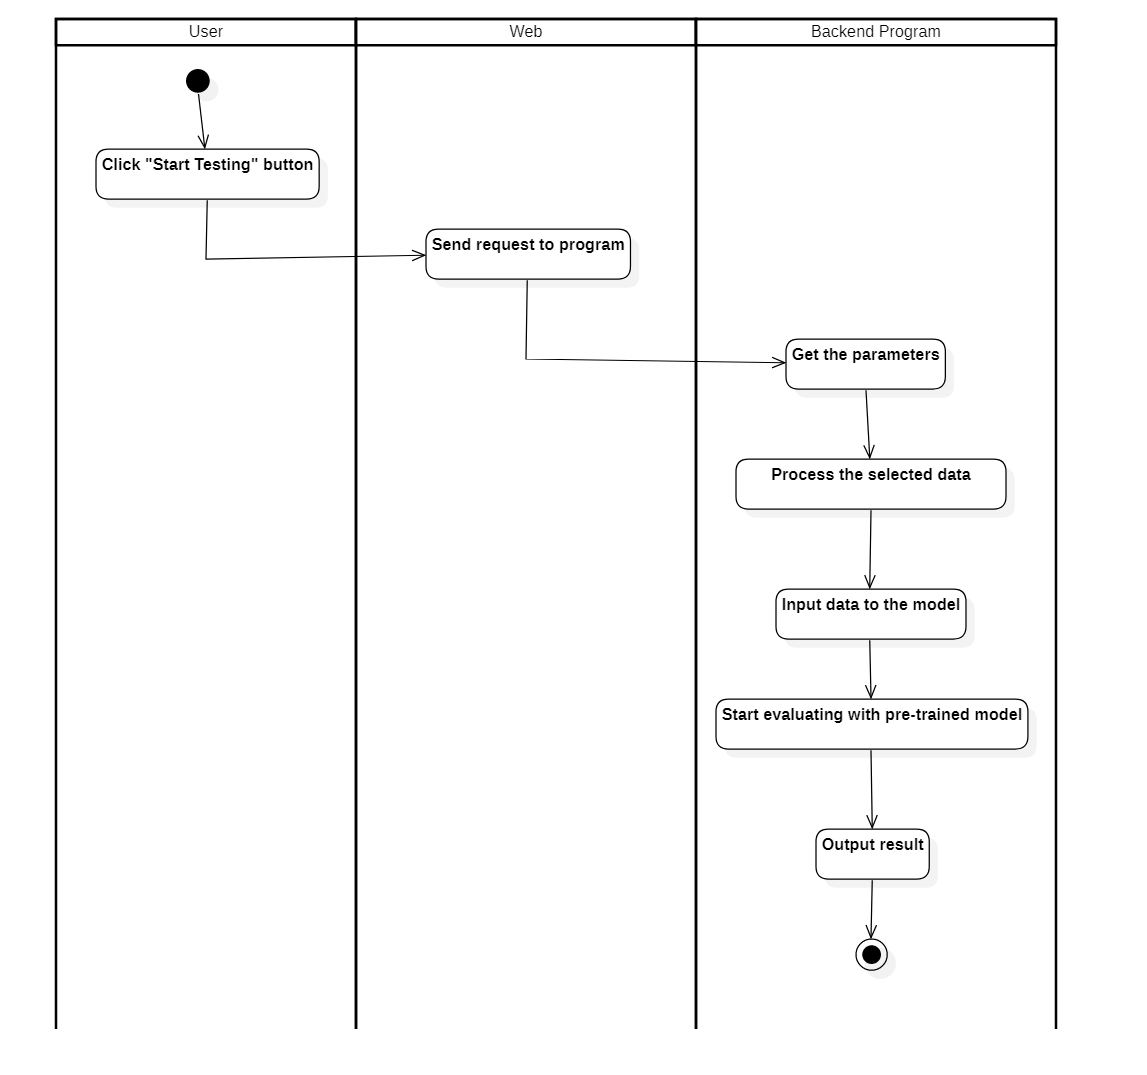 User
Web
Backend Program
Click "Start Testing" button
Send request to program
Get the parameters
Process the selected data
Input data to the model
Start evaluating with pre-trained model
Output result